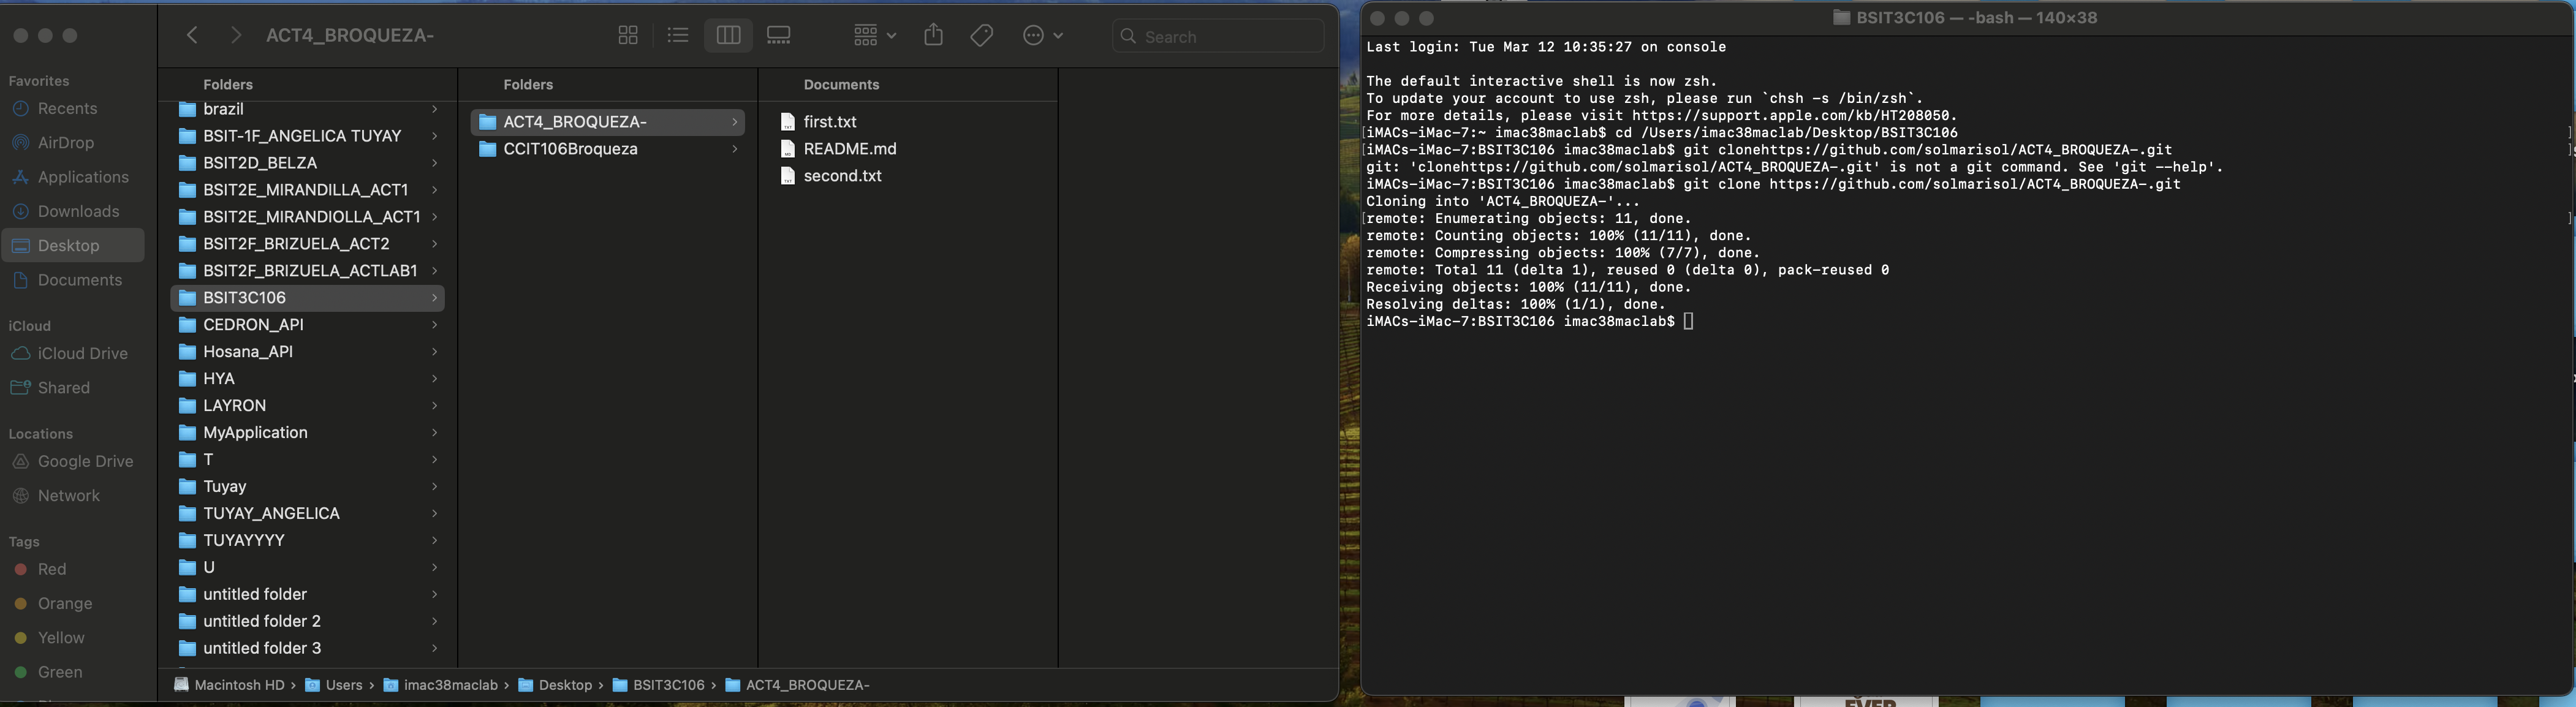 ACT4_BROQUEZA-
Search
Favorites
Recents
AirDrop
Applications
Downloads
Desktop
Documents
iCloud
iCloud Drive
Shared
Locations
Google Drive
Network
Tags
Red
Orange
Yellow
Green
Folders
brazil
BSIT-1F_ANGELICA TUYAY
BSIT2D_BELZA
BSIT2E_MIRANDILLA_ACT1
BSIT2E_MIRANDIOLLA_ACT1
BSIT2F_BRIZUELA_ACT2
BSIT2F_BRIZUELA_ACTLAB1
BSIT3C106
CEDRON_API
Hosana_API
HYA
LAYRON
MyApplication
T
Tuyay
TUYAY_ANGELICA
TUYAYYYY
U
untitled folder
untitled folder 2
untitled folder 3
Folders
ACT4_BROQUEZA-
CCIT106Broqueza
Documents
first.txt
README.md
second.txt
Macintosh HD › Users › imac38maclab › Desktop › BSIT3C106 › ACT4_BROQUEZA-
BSIT3C106 — -bash — 140×38
Last login: Tue Mar 12 10:35:27 on console
The default interactive shell is now zsh.
To update your account to use zsh, please run `chsh -s /bin/zsh`.
For more details, please visit https://support.apple.com/kb/HT208050.
[iMACs-iMac-7:~ imac38maclab$ cd /Users/imac38maclab/Desktop/BSIT3C106 ]
[iMACs-iMac-7:BSIT3C106 imac38maclab$ git clonehttps://github.com/solmarisol/ACT4_BROQUEZA-.git ]
git: 'clonehttps://github.com/solmarisol/ACT4_BROQUEZA-.git' is not a git command. See 'git --help'.
iMACs-iMac-7:BSIT3C106 imac38maclab$ git clone https://github.com/solmarisol/ACT4_BROQUEZA-.git
Cloning into 'ACT4_BROQUEZA-'...
[remote: Enumerating objects: 11, done. ]
remote: Counting objects: 100% (11/11), done.
remote: Compressing objects: 100% (7/7), done.
remote: Total 11 (delta 1), reused 0 (delta 0), pack-reused 0
Receiving objects: 100% (11/11), done.
Resolving deltas: 100% (1/1), done.
iMACs-iMac-7:BSIT3C106 imac38maclab$
EVER